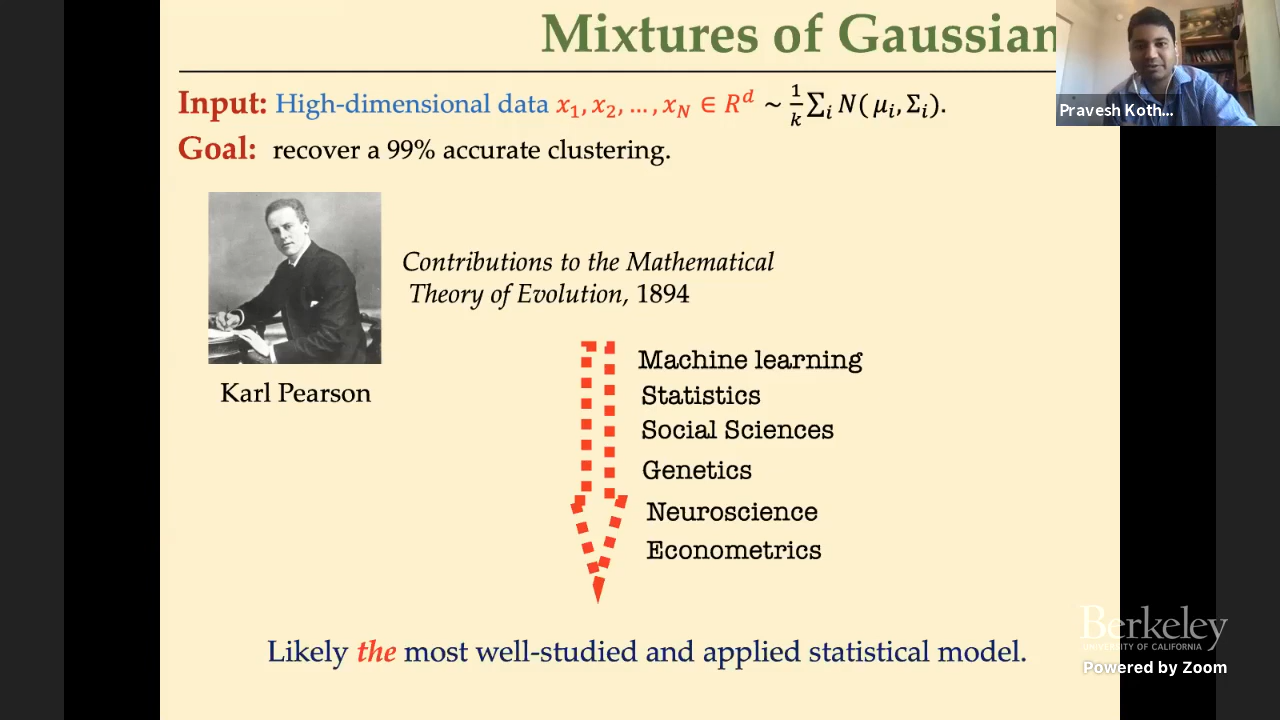 Mixtures of Gaussian
Pravesh Koth...
Input: High-dimensional data x₁, x₂, ..., x_N ∈ R^d ~ 1/k ∑ᵢ N( μᵢ, Σᵢ).
Goal: recover a 99% accurate clustering.
Contributions to the Mathematical
Theory of Evolution, 1894
Karl Pearson
Machine learning
Statistics
Social Sciences
Genetics
Neuroscience
Econometrics
Likely the most well-studied and applied statistical model.
Berkeley
UNIVERSITY OF CALIFORNIA
Powered by Zoom